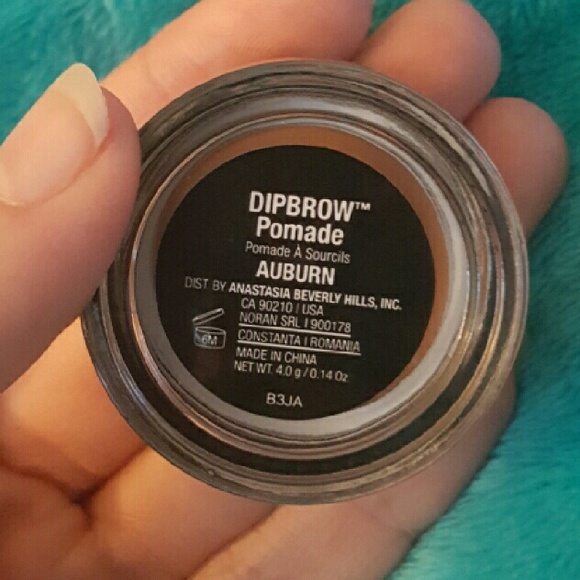 DIPBROW™
Pomade
Pomade À Sourcils
AUBURN
DIST. BY ANASTASIA BEVERLY HILLS, INC.
CA 90210 | USA
NORAN SRL | 900178
CONSTANTA | ROMANIA
6M
MADE IN CHINA
NET WT. 4.0 g / 0.14 Oz.
B3JA